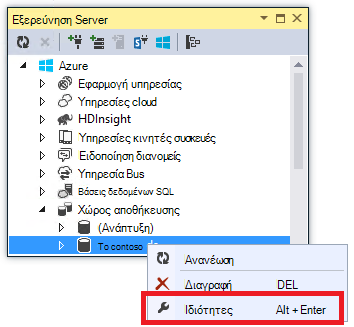 Εξερεύνηση Server
Azure
Εφαρμογή υπηρεσίας
Υπηρεσίες cloud
HDInsight
Υπηρεσίες κινητές συσκευές
Ειδοποίηση διανομείς
Υπηρεσία Bus
Βάσεις δεδομένων SQL
Χώρος αποθήκευσης
(Ανάπτυξη)
Το contoso
Ανανέωση
Διαγραφή DEL
Ιδιότητες Alt + Enter